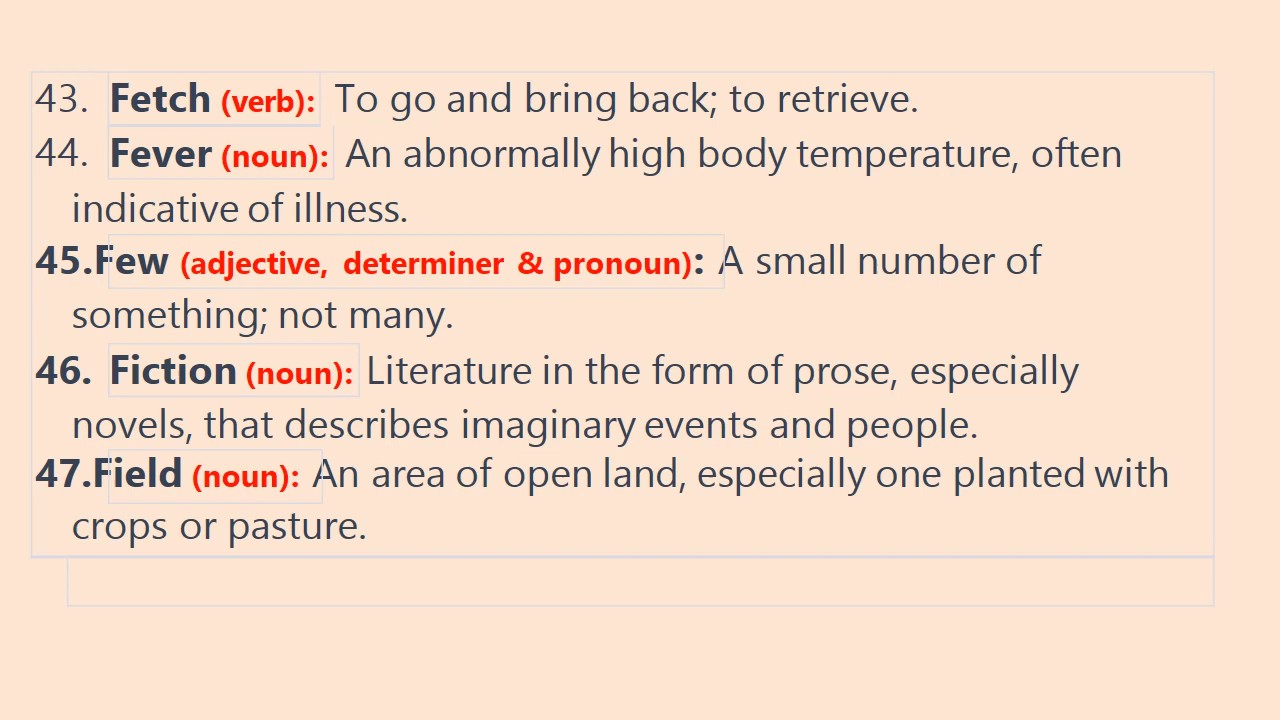 43. Fetch (verb): To go and bring back; to retrieve.
44. Fever (noun): An abnormally high body temperature, often
indicative of illness.
45.Few (adjective, determiner & pronoun): A small number of
something; not many.
46. Fiction (noun): Literature in the form of prose, especially
novels, that describes imaginary events and people.
47.Field (noun): An area of open land, especially one planted with
crops or pasture.